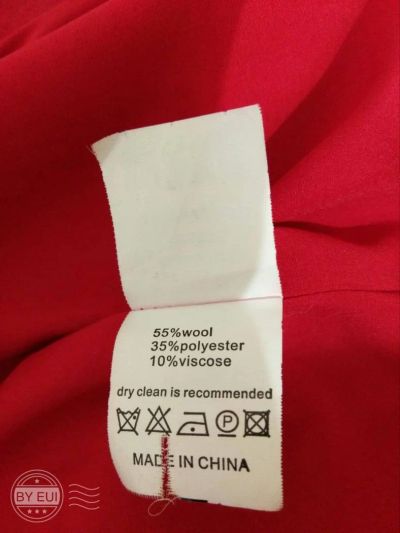 55%wool
35%polyester
10%viscose
dry clean is recommended
P
MADE IN CHINA
BY EUI